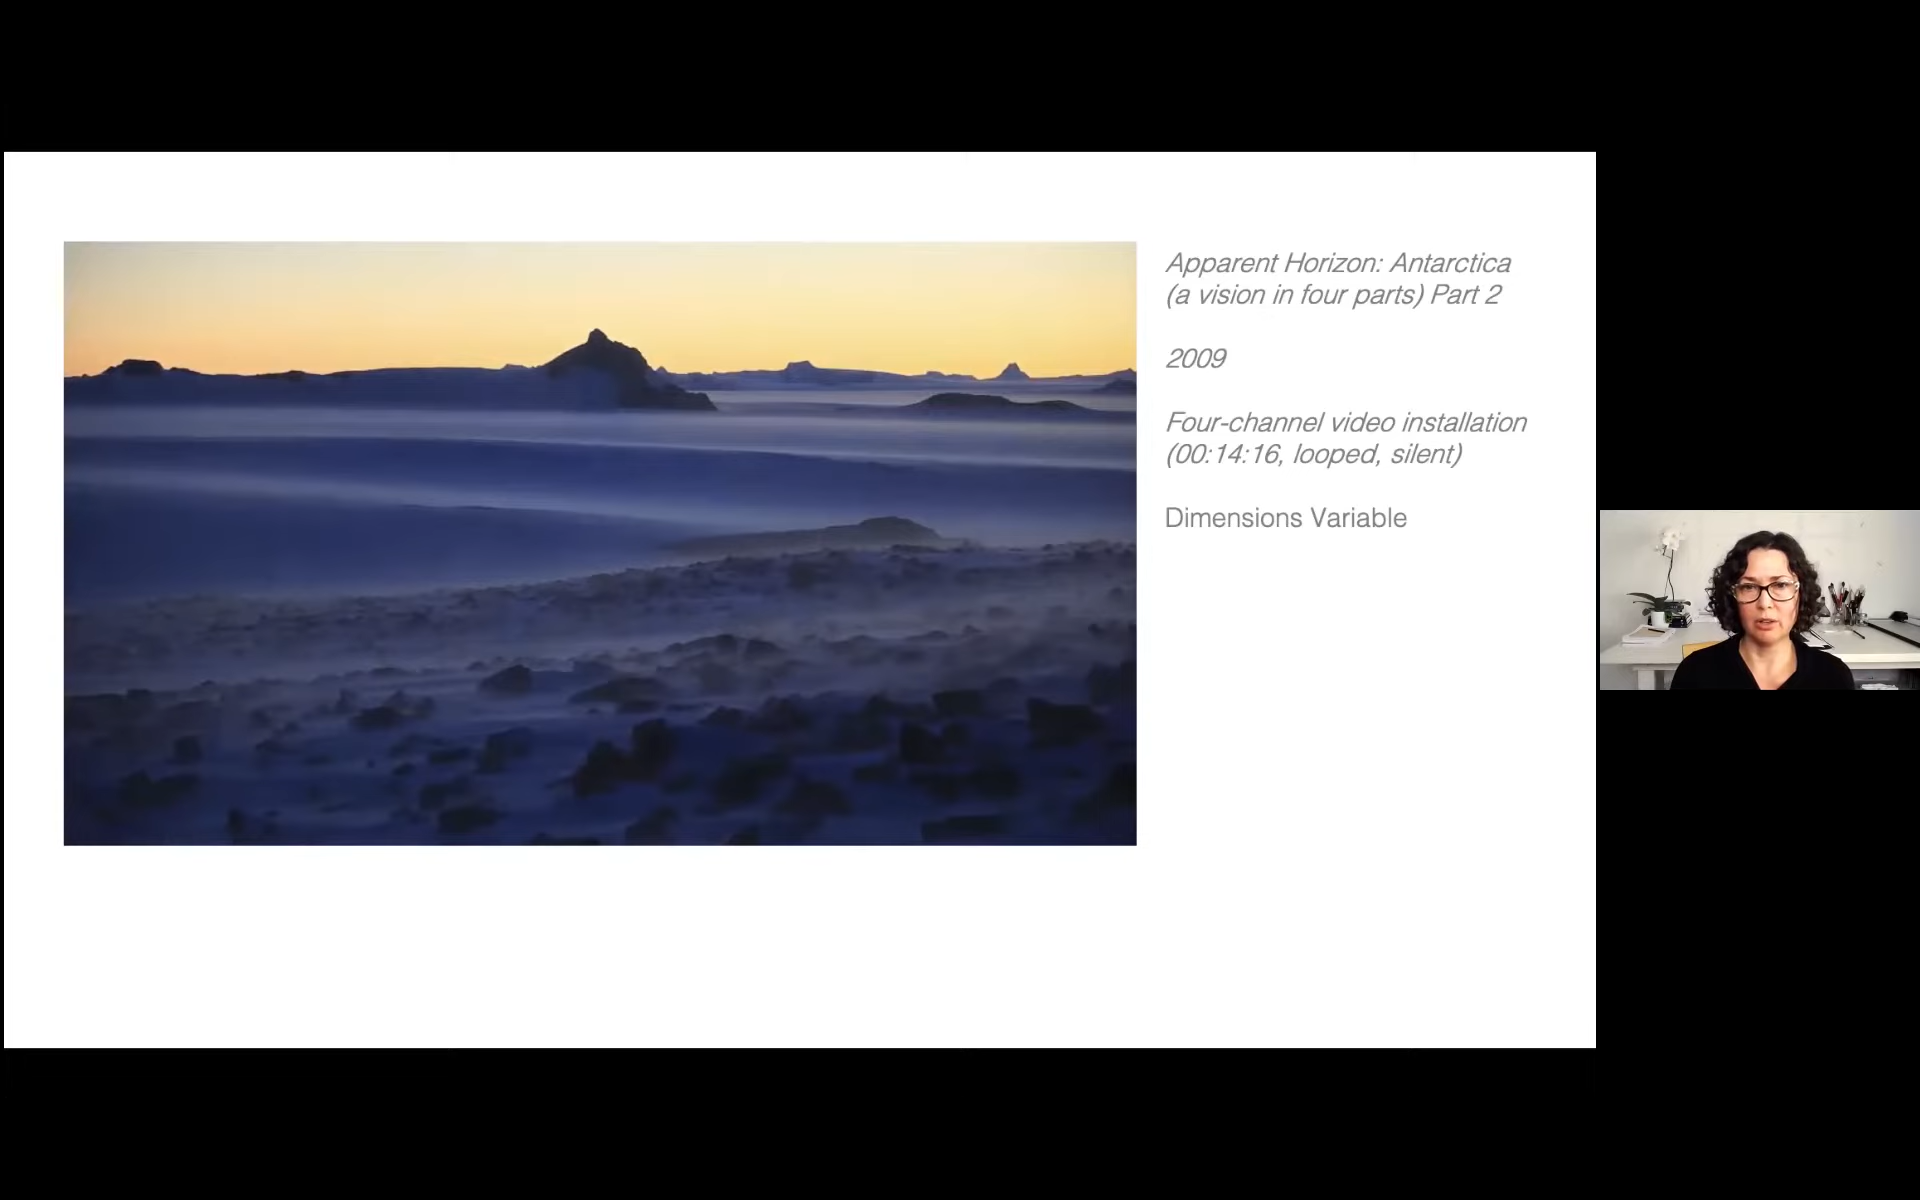 Apparent Horizon: Antarctica
(a vision in four parts) Part 2
2009
Four-channel video installation
(00:14:16, looped, silent)
Dimensions Variable